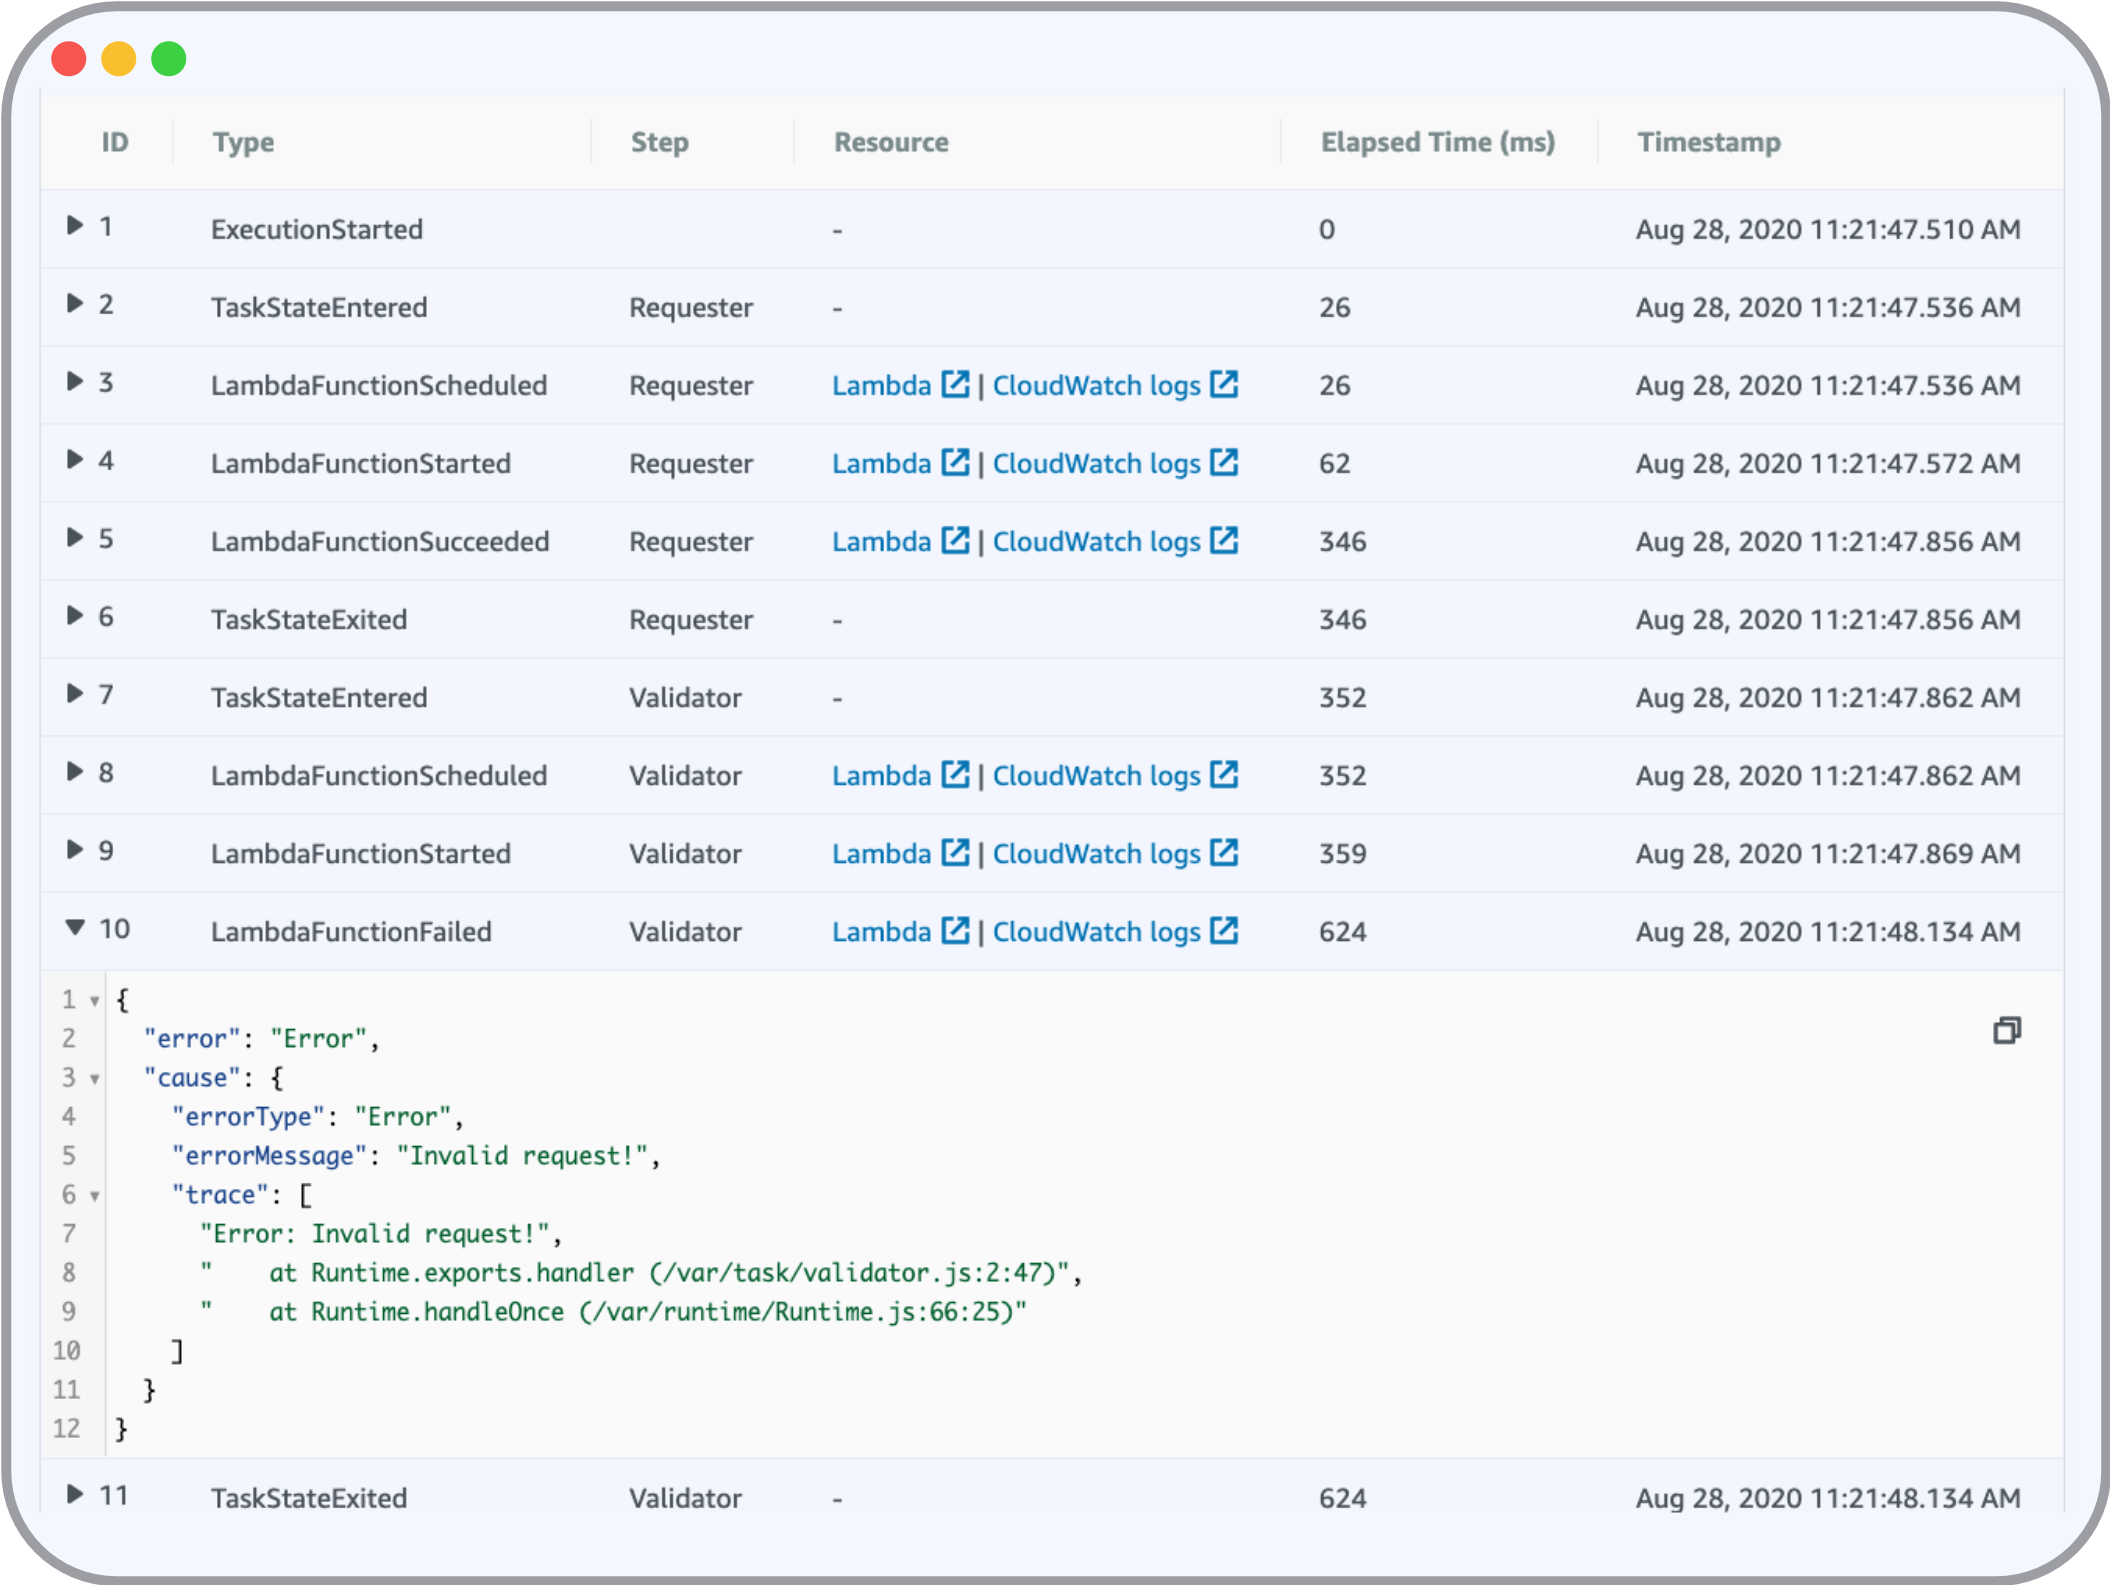 ID Type Step Resource Elapsed Time (ms) Timestamp
1 ExecutionStarted - 0 Aug 28, 2020 11:21:47.510 AM
2 TaskStateEntered Requester - 26 Aug 28, 2020 11:21:47.536 AM
3 LambdaFunctionScheduled Requester Lambda | CloudWatch logs 26 Aug 28, 2020 11:21:47.536 AM
4 LambdaFunctionStarted Requester Lambda | CloudWatch logs 62 Aug 28, 2020 11:21:47.572 AM
5 LambdaFunctionSucceeded Requester Lambda | CloudWatch logs 346 Aug 28, 2020 11:21:47.856 AM
6 TaskStateExited Requester - 346 Aug 28, 2020 11:21:47.856 AM
7 TaskStateEntered Validator - 352 Aug 28, 2020 11:21:47.862 AM
8 LambdaFunctionScheduled Validator Lambda | CloudWatch logs 352 Aug 28, 2020 11:21:47.862 AM
9 LambdaFunctionStarted Validator Lambda | CloudWatch logs 359 Aug 28, 2020 11:21:47.869 AM
10 LambdaFunctionFailed Validator Lambda | CloudWatch logs 624 Aug 28, 2020 11:21:48.134 AM
1 {
2 "error": "Error",
3 "cause": {
4 "errorType": "Error",
5 "errorMessage": "Invalid request!",
6 "trace": [
7 "Error: Invalid request!",
8 "    at Runtime.exports.handler (/var/task/validator.js:2:47)",
9 "    at Runtime.handleOnce (/var/runtime/Runtime.js:66:25)"
10 ]
11 }
12 }
11 TaskStateExited Validator - 624 Aug 28, 2020 11:21:48.134 AM